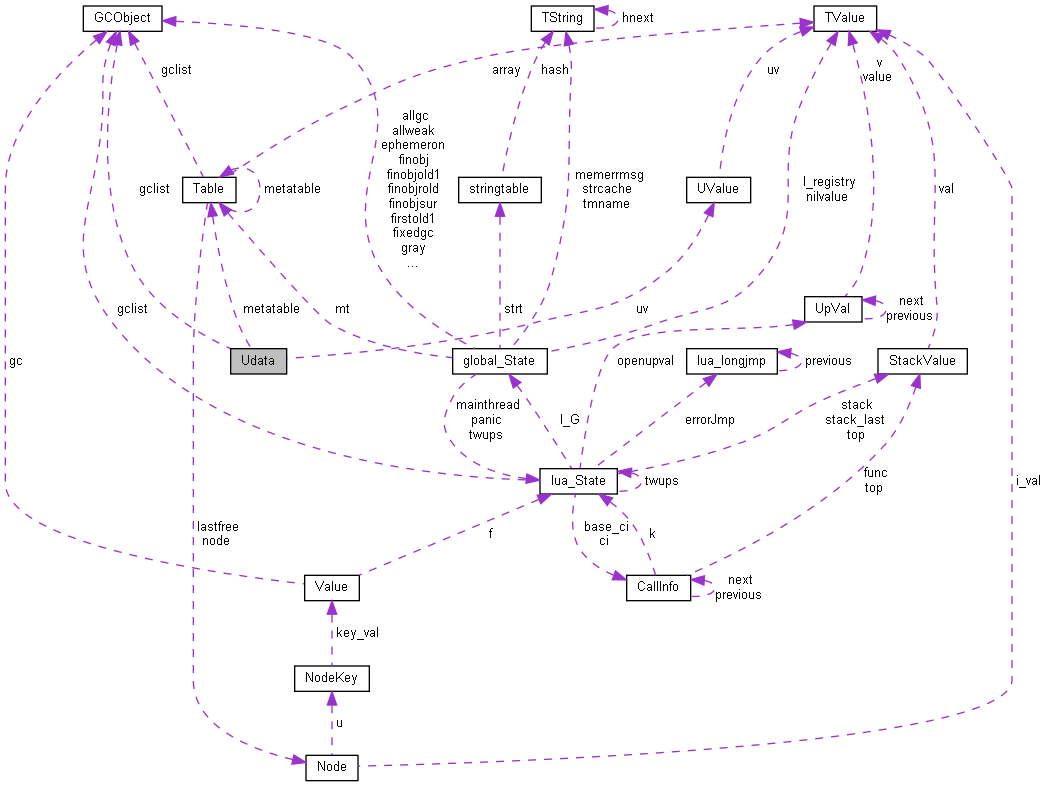 GCObject
TString
hnext
TValue
gclist
array
hash
uv
v
value
allgc
allweak
ephemeron
finobj
finobjold1
finobjrold
finobjsur
firstold1
fixedgc
gray
...
gclist
Table
metatable
stringtable
memerrmsg
strcache
tmname
UValue
l_registry
nilvalue
val
gclist
metatable
mt
strt
uv
UpVal
next
previous
Udata
global_State
openupval
lua_longjmp
previous
StackValue
gc
mainthread
panic
twups
l_G
errorJmp
stack
stack_last
top
lua_State
twups
func
top
i_val
lastfree
node
f
base_ci
ci
k
Value
CallInfo
next
previous
key_val
NodeKey
u
Node